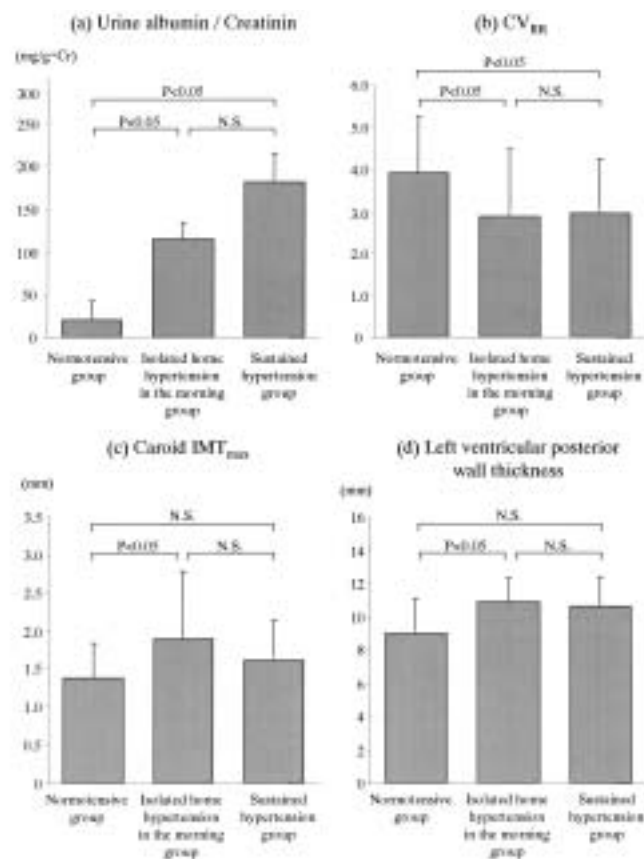 (a) Urine albumin / Creatinin
(mg/g•Cr)
300
250
200
150
100
50
0
P<0.05
P<0.05
N.S.
Normotensive
group
Isolated home
hypertension
in the morning
group
Sustained
hypertension
group
(b) CV_RR
6.0
5.0
4.0
3.0
2.0
1.0
0
P<0.05
P<0.05
N.S.
Normotensive
group
Isolated home
hypertension
in the morning
group
Sustained
hypertension
group
(c) Caroid IMT_max
(mm)
3.5
3.0
2.5
2.0
1.5
1.0
0.5
0
N.S.
P<0.05
N.S.
Normotensive
group
Isolated home
hypertension
in the morning
group
Sustained
hypertension
group
(d) Left ventricular posterior
wall thickness
(mm)
16
14
12
10
8
6
4
2
0
N.S.
P<0.05
N.S.
Normotensive
group
Isolated home
hypertension
in the morning
group
Sustained
hypertension
group